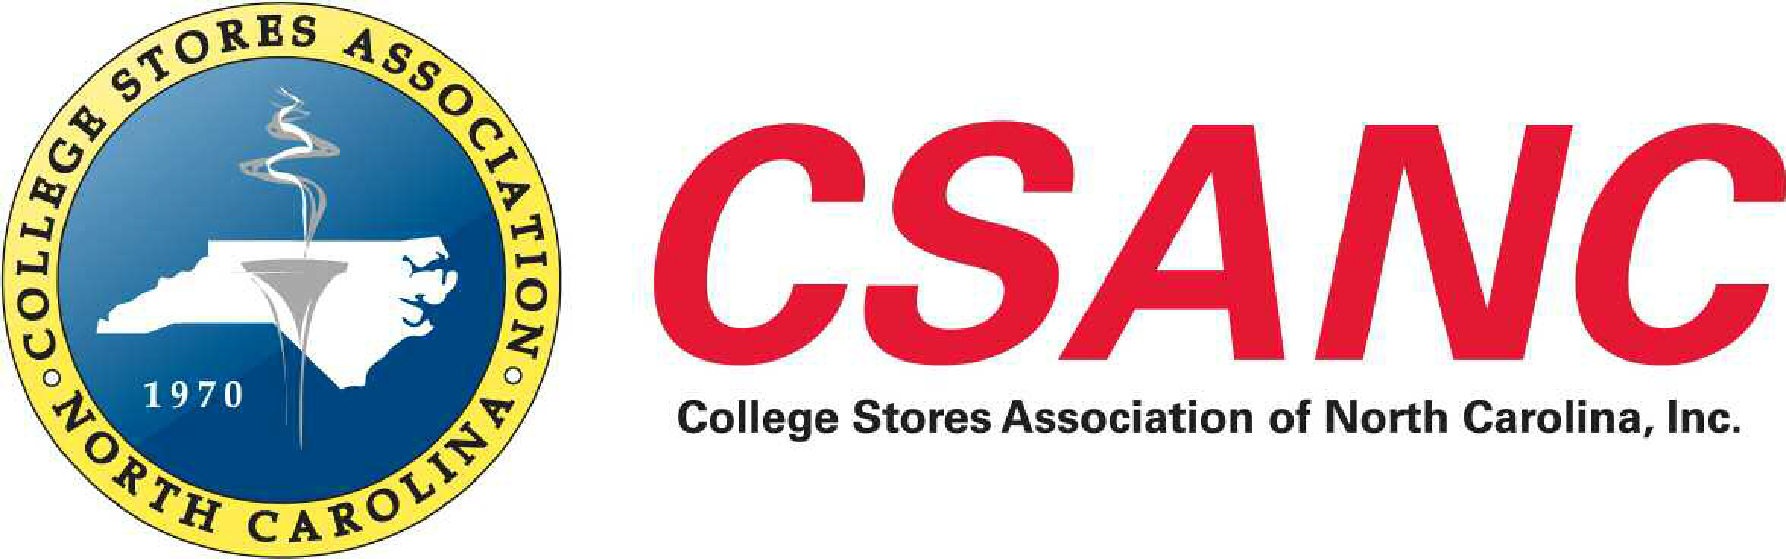 COLLEGE STORES ASSOCIATION
NORTH CAROLINA
1970
CSANC
College Stores Association of North Carolina, Inc.